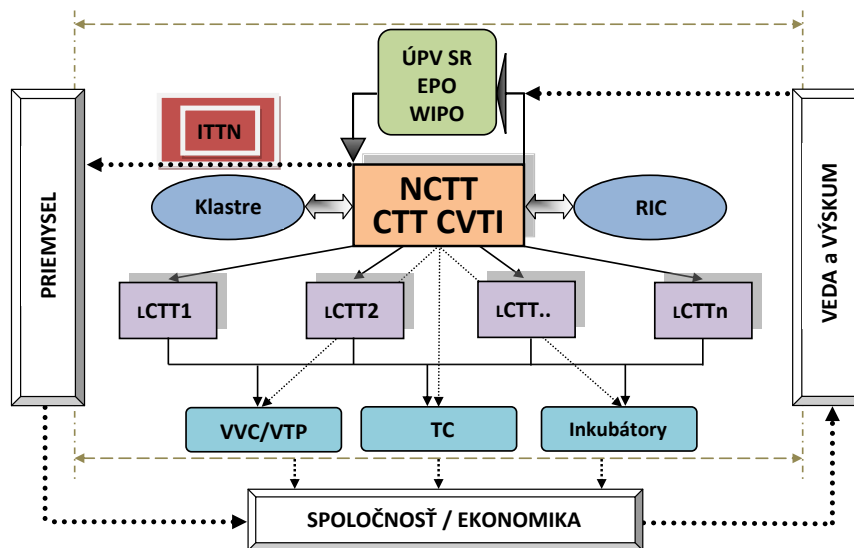 ÚPV SR
EPO
WIPO
ITTN
PRIEMYSEL
VEDA a VÝSKUM
Klastre
NCTT
CTT CVTI
RIC
LCTT1
LCTT2
LCTT..
LCTTn
VVC/VTP
TC
Inkubátory
SPOLOČNOSŤ / EKONOMIKA